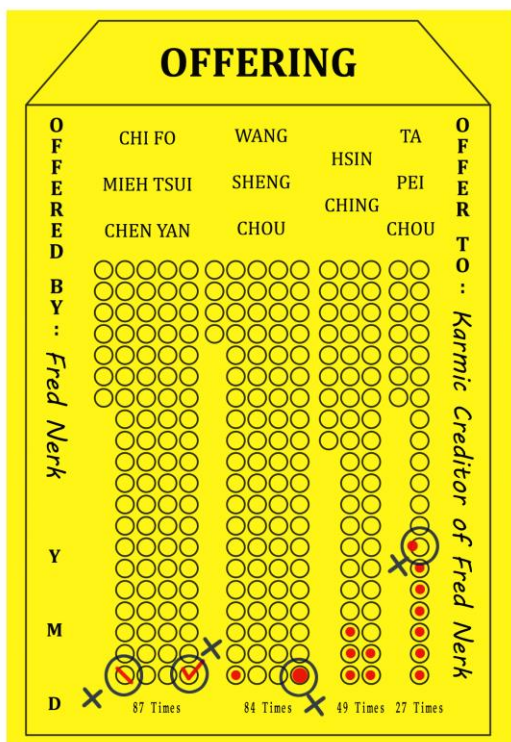 OFFERING
OFFERED BY: Fred Nerk
Y
M
D
CHI FO
MIEH TSUI
CHEN YAN
WANG
SHENG
CHOU
HSIN
CHING
TA
PEI
CHOU
OFFER TO: Karmic Creditor of Fred Nerk
87 Times
84 Times
49 Times
27 Times